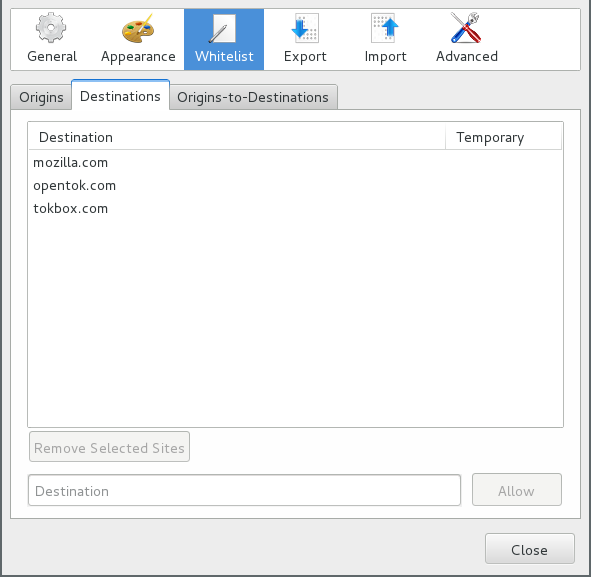 General Appearance Whitelist Export Import Advanced
Origins Destinations Origins-to-Destinations
Destination Temporary
mozilla.com
opentok.com
tokbox.com
Remove Selected Sites
Destination Allow
Close